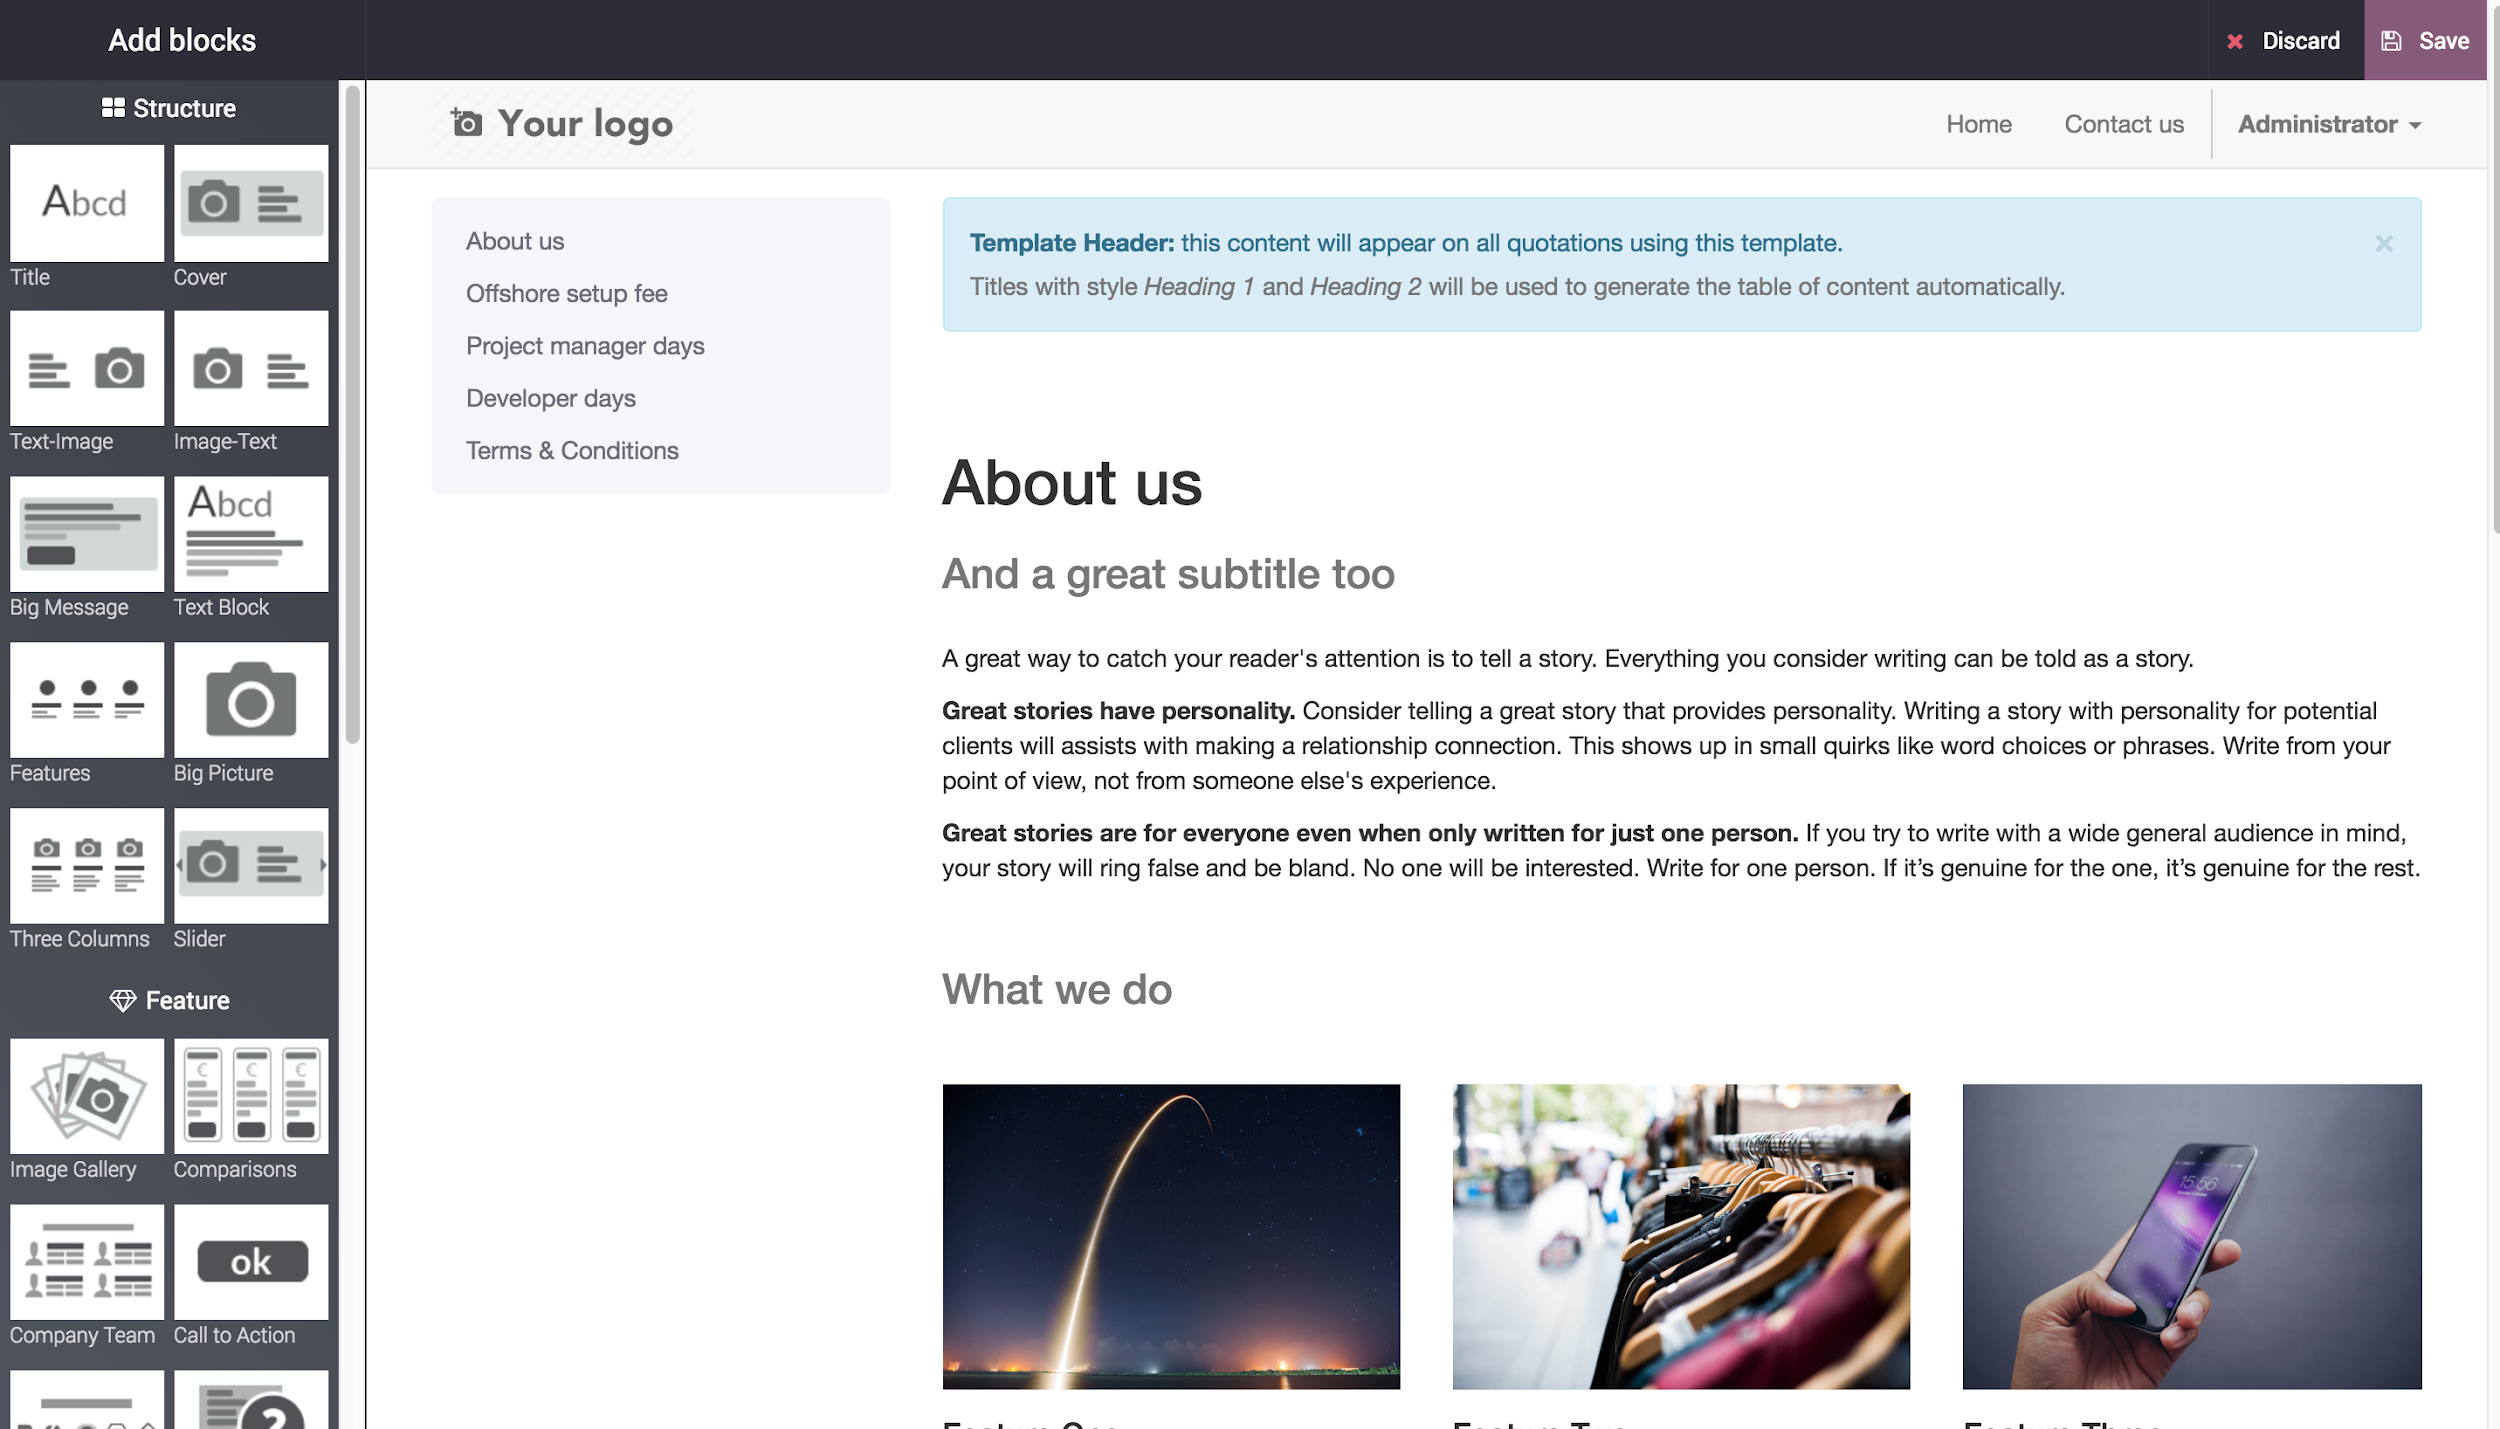 Add blocks
Discard
Save
Structure
Abcd
Title
Cover
Text-Image
Image-Text
Big Message
Abcd
Text Block
Features
Big Picture
Three Columns
Slider
Feature
Image Gallery
€ € €
Comparisons
Company Team
ok
Call to Action
?
Your logo
Home
Contact us
Administrator
About us
Offshore setup fee
Project manager days
Developer days
Terms & Conditions
Template Header: this content will appear on all quotations using this template.
Titles with style Heading 1 and Heading 2 will be used to generate the table of content automatically.
About us
And a great subtitle too
A great way to catch your reader's attention is to tell a story. Everything you consider writing can be told as a story.
Great stories have personality. Consider telling a great story that provides personality. Writing a story with personality for potential
clients will assists with making a relationship connection. This shows up in small quirks like word choices or phrases. Write from your
point of view, not from someone else's experience.
Great stories are for everyone even when only written for just one person. If you try to write with a wide general audience in mind,
your story will ring false and be bland. No one will be interested. Write for one person. If it’s genuine for the one, it’s genuine for the rest.
What we do
15:56
Feature One
Feature Two
Feature Three